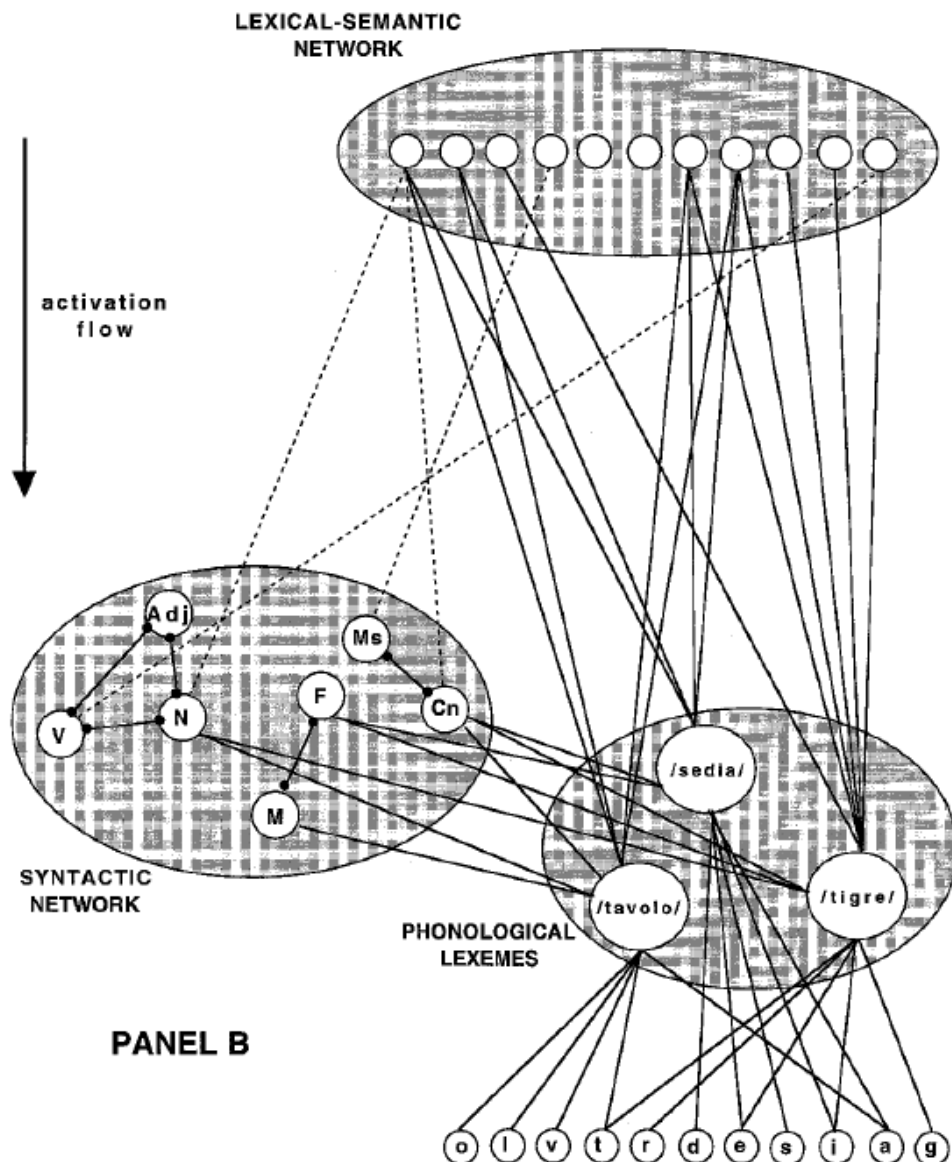 LEXICAL-SEMANTIC
NETWORK
activation
flow
Adj
Ms
F
Cn
N
V
M
/sedia/
SYNTACTIC
NETWORK
/tavolo/
/tigre/
PHONOLOGICAL
LEXEMES
PANEL B
o l v t r d e s i a g